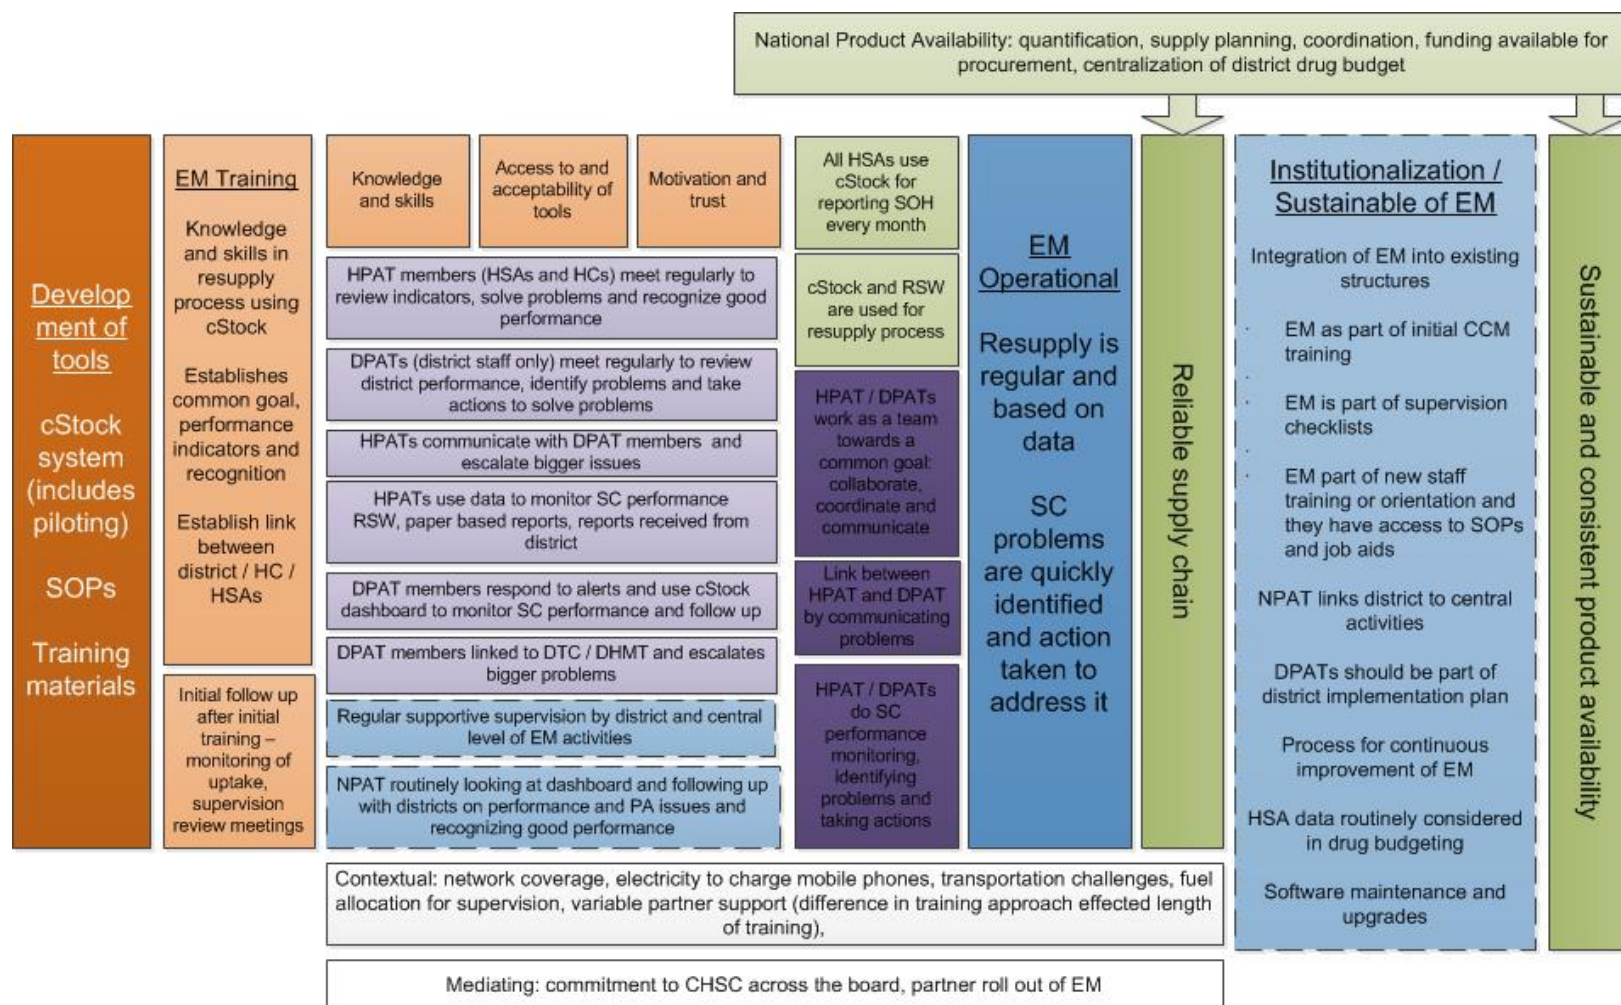 National Product Availability: quantification, supply planning, coordination, funding available for
procurement, centralization of district drug budget
Develop
ment of
tools
cStock
system
(includes
piloting)
SOPs
Training
materials
EM Training
Knowledge
and skills in
resupply
process using
cStock
Establishes
common goal,
performance
indicators and
recognition
Establish link
between
district / HC /
HSAs
Initial follow up
after initial
training –
monitoring of
uptake,
supervision
review meetings
Knowledge
and skills
Access to and
acceptability of
tools
Motivation and
trust
HPAT members (HSAs and HCs) meet regularly to
review indicators, solve problems and recognize good
performance
DPATs (district staff only) meet regularly to review
district performance, identify problems and take
actions to solve problems
HPATs communicate with DPAT members and
escalate bigger issues
HPATs use data to monitor SC performance
RSW, paper based reports, reports received from
district
DPAT members respond to alerts and use cStock
dashboard to monitor SC performance and follow up
DPAT members linked to DTC / DHMT and escalates
bigger problems
Regular supportive supervision by district and central
level of EM activities
NPAT routinely looking at dashboard and following up
with districts on performance and PA issues and
recognizing good performance
All HSAs use
cStock for
reporting SOH
every month
cStock and RSW
are used for
resupply process
HPAT / DPATs
work as a team
towards a
common goal:
collaborate,
coordinate and
communicate
Link between
HPAT and DPAT
by communicating
problems
HPAT / DPATs
do SC
performance
monitoring,
identifying
problems and
taking actions
EM
Operational
Resupply is
regular and
based on
data
SC
problems
are quickly
identified
and action
taken to
address it
Reliable supply chain
Institutionalization /
Sustainable of EM
Integration of EM into existing
structures
· EM as part of initial CCM
training
·
· EM is part of supervision
checklists
·
· EM part of new staff
training or orientation and
they have access to SOPs
and job aids
NPAT links district to central
activities
DPATs should be part of
district implementation plan
Process for continuous
improvement of EM
HSA data routinely considered
in drug budgeting
Software maintenance and
upgrades
Sustainable and consistent product availability
Contextual: network coverage, electricity to charge mobile phones, transportation challenges, fuel
allocation for supervision, variable partner support (difference in training approach effected length
of training),
Mediating: commitment to CHSC across the board, partner roll out of EM